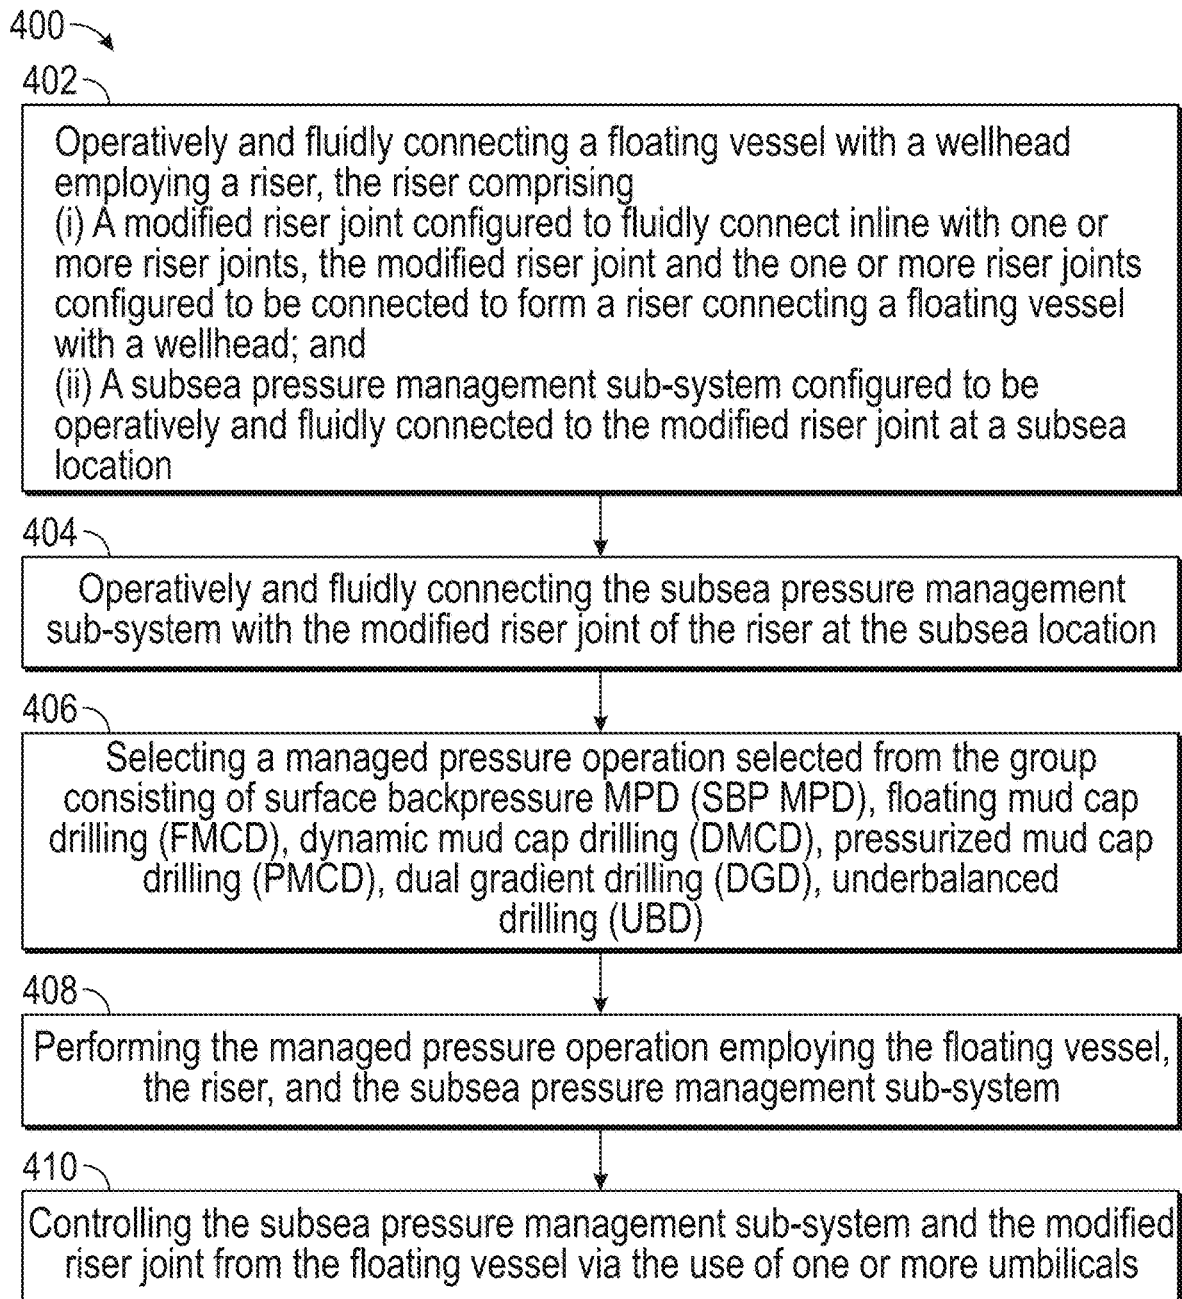 400
402
Operatively and fluidly connecting a floating vessel with a wellhead
employing a riser, the riser comprising
(i) A modified riser joint configured to fluidly connect inline with one or
more riser joints, the modified riser joint and the one or more riser joints
configured to be connected to form a riser connecting a floating vessel
with a wellhead; and
(ii) A subsea pressure management sub-system configured to be
operatively and fluidly connected to the modified riser joint at a subsea
location
404
Operatively and fluidly connecting the subsea pressure management
sub-system with the modified riser joint of the riser at the subsea location
406
Selecting a managed pressure operation selected from the group
consisting of surface backpressure MPD (SBP MPD), floating mud cap
drilling (FMCD), dynamic mud cap drilling (DMCD), pressurized mud cap
drilling (PMCD), dual gradient drilling (DGD), underbalanced
drilling (UBD)
408
Performing the managed pressure operation employing the floating vessel,
the riser, and the subsea pressure management sub-system
410
Controlling the subsea pressure management sub-system and the modified
riser joint from the floating vessel via the use of one or more umbilicals